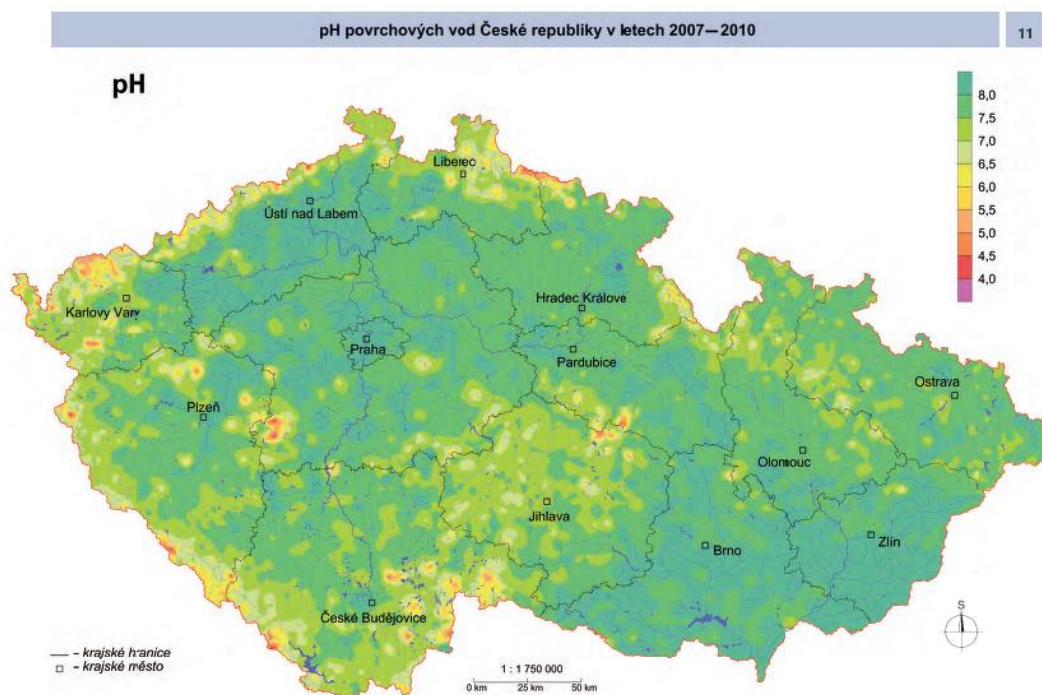 pH povrchových vod České republiky v letech 2007—2010
11
pH
8,0
7,5
7,0
6,5
6,0
5,5
5,0
4,5
4,0
Liberec
Ústí nad Labem
Karlovy Vary
Hradec Králové
Praha
Pardubice
Ostrava
Plzeň
Olomouc
Jihlava
Brno
Zlín
České Budějovice
S
– krajské hranice
– krajské město
1 : 1 750 000
0 km 25 km 50 km